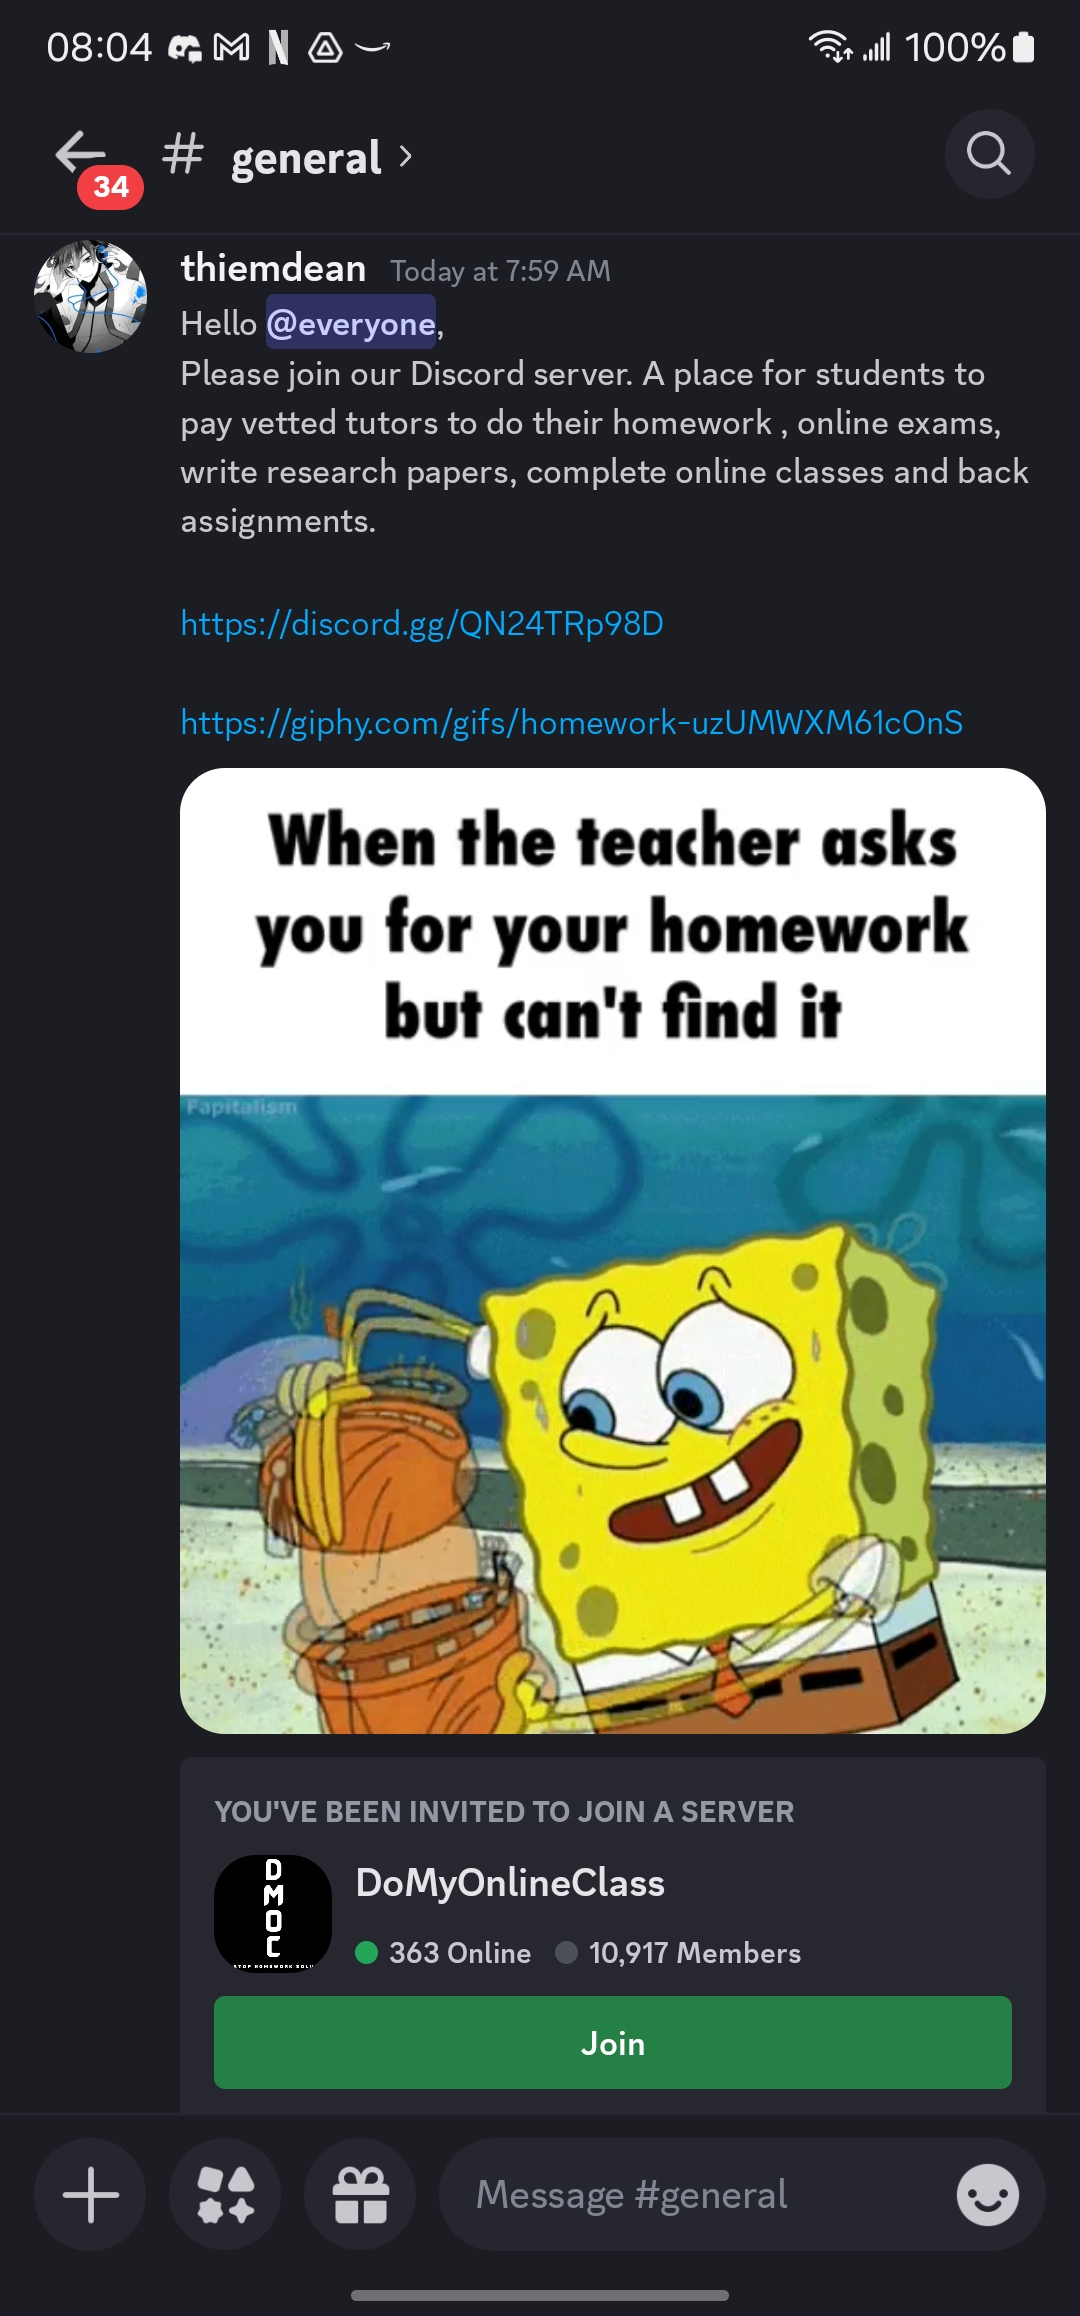 08:04 100%
34 # general
thiemdean Today at 7:59 AM
Hello @everyone,
Please join our Discord server. A place for students to
pay vetted tutors to do their homework , online exams,
write research papers, complete online classes and back
assignments.
https://discord.gg/QN24TRp98D
https://giphy.com/gifs/homework-uzUMWXM61cOnS
When the teacher asks
you for your homework
but can't find it
Fapitalism
YOU'VE BEEN INVITED TO JOIN A SERVER
D
M
O
C
DoMyOnlineClass
363 Online 10,917 Members
Join
Message #general